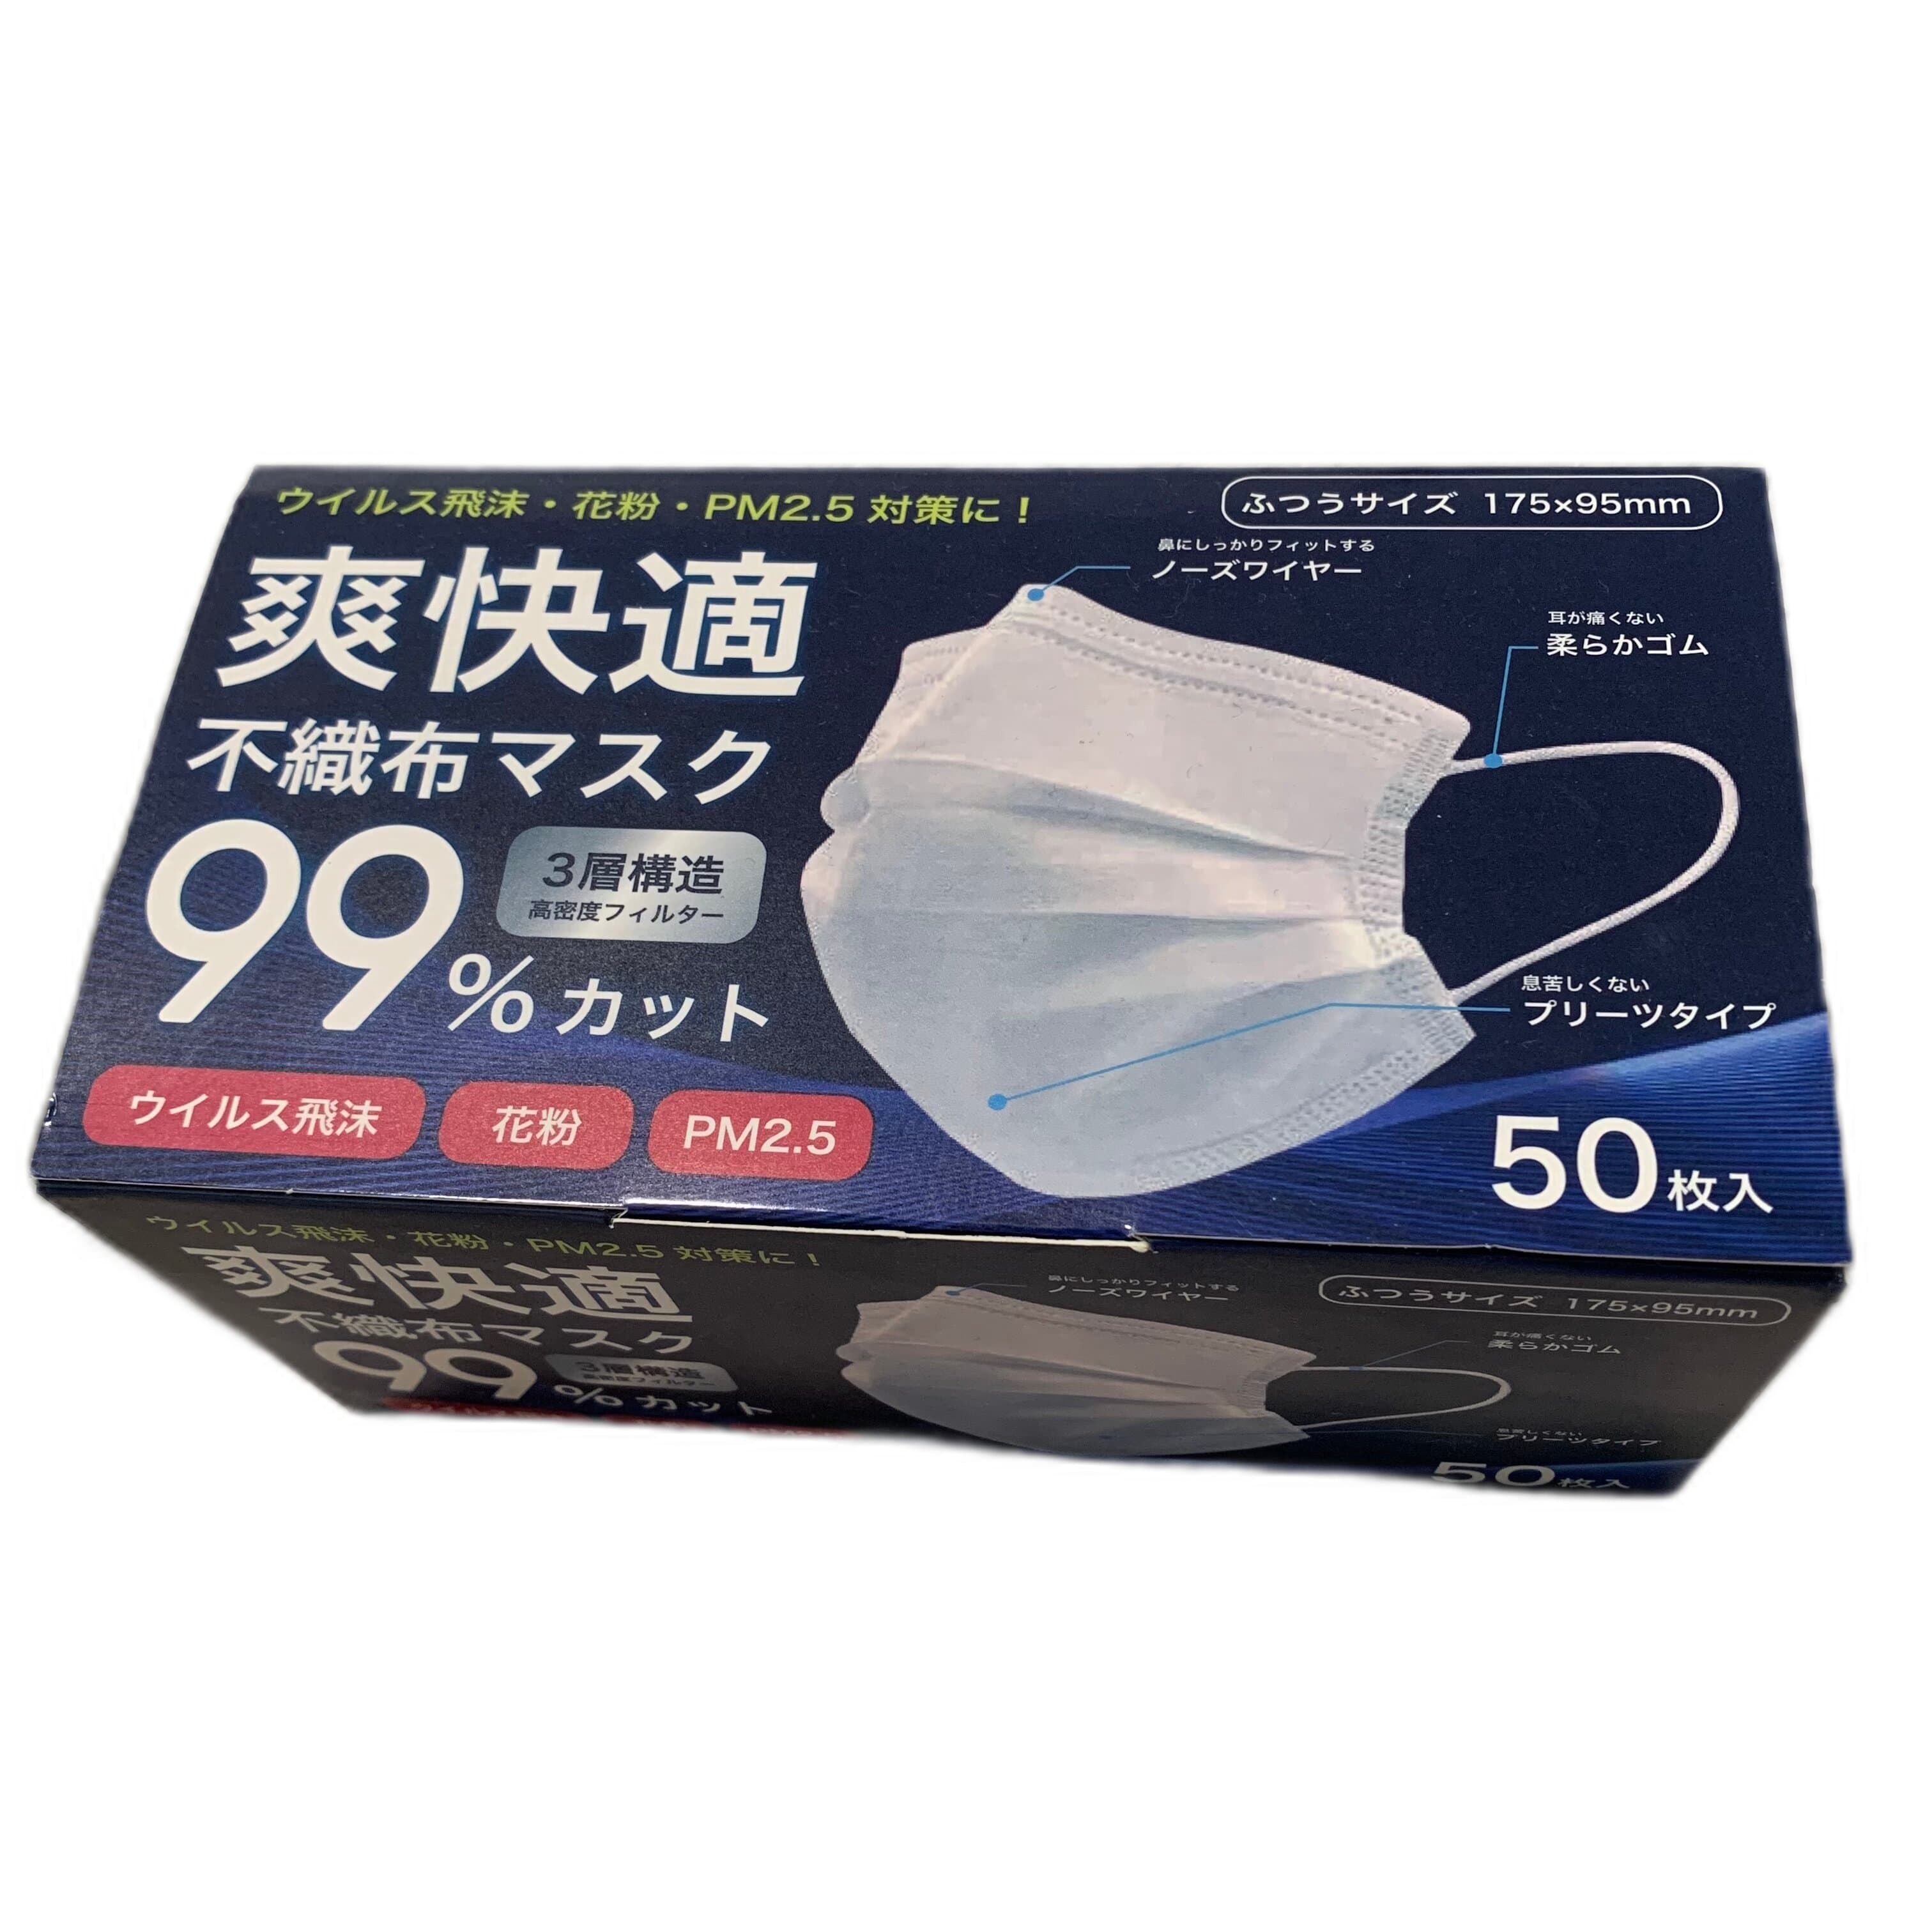 ウイルス飛沫・花粉・PM2.5 対策に！
ふつうサイズ 175×95mm
爽快適
不織布マスク
99%カット
3層構造
高密度フィルター
鼻にしっかりフィットする
ノーズワイヤー
耳が痛くない
柔らかゴム
息苦しくない
プリーツタイプ
ウイルス飛沫
花粉
PM2.5
50枚入
ウイルス飛沫・花粉・PM2.5 対策に！
爽快適
不織布マスク
99%カット
3層構造
高密度フィルター
鼻にしっかりフィットする
ノーズワイヤー
ふつうサイズ 175×95mm
耳が痛くない
柔らかゴム
息苦しくない
プリーツタイプ
50枚入